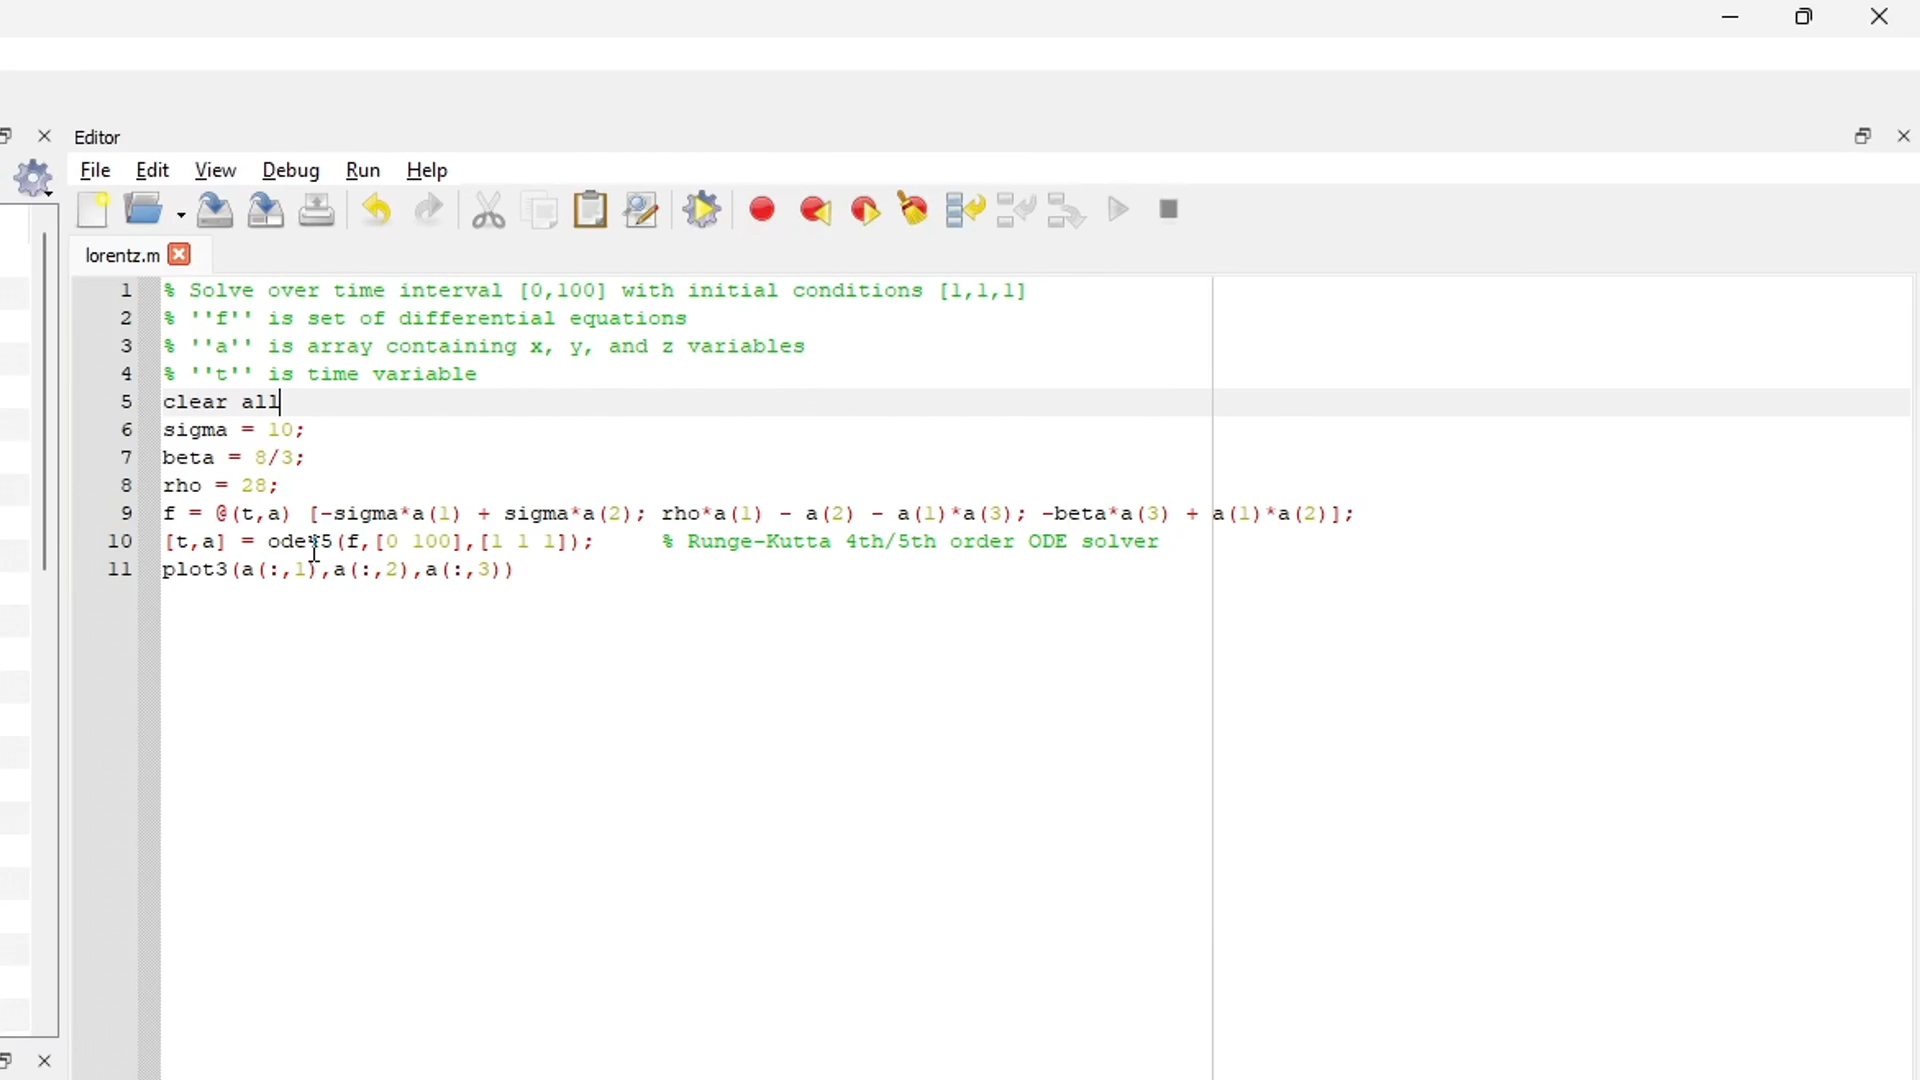 Editor
File Edit View Debug Run Help
lorentz.m
1 % Solve over time interval [0,100] with initial conditions [1,1,1]
2 % ''f'' is set of differential equations
3 % ''a'' is array containing x, y, and z variables
4 % ''t'' is time variable
5 clear all
6 sigma = 10;
7 beta = 8/3;
8 rho = 28;
9 f = @(t,a) [-sigma*a(1) + sigma*a(2); rho*a(1) - a(2) - a(1)*a(3); -beta*a(3) + a(1)*a(2)];
10 [t,a] = ode45(f,[0 100],[1 1 1]); % Runge-Kutta 4th/5th order ODE solver
11 plot3(a(:,1),a(:,2),a(:,3))